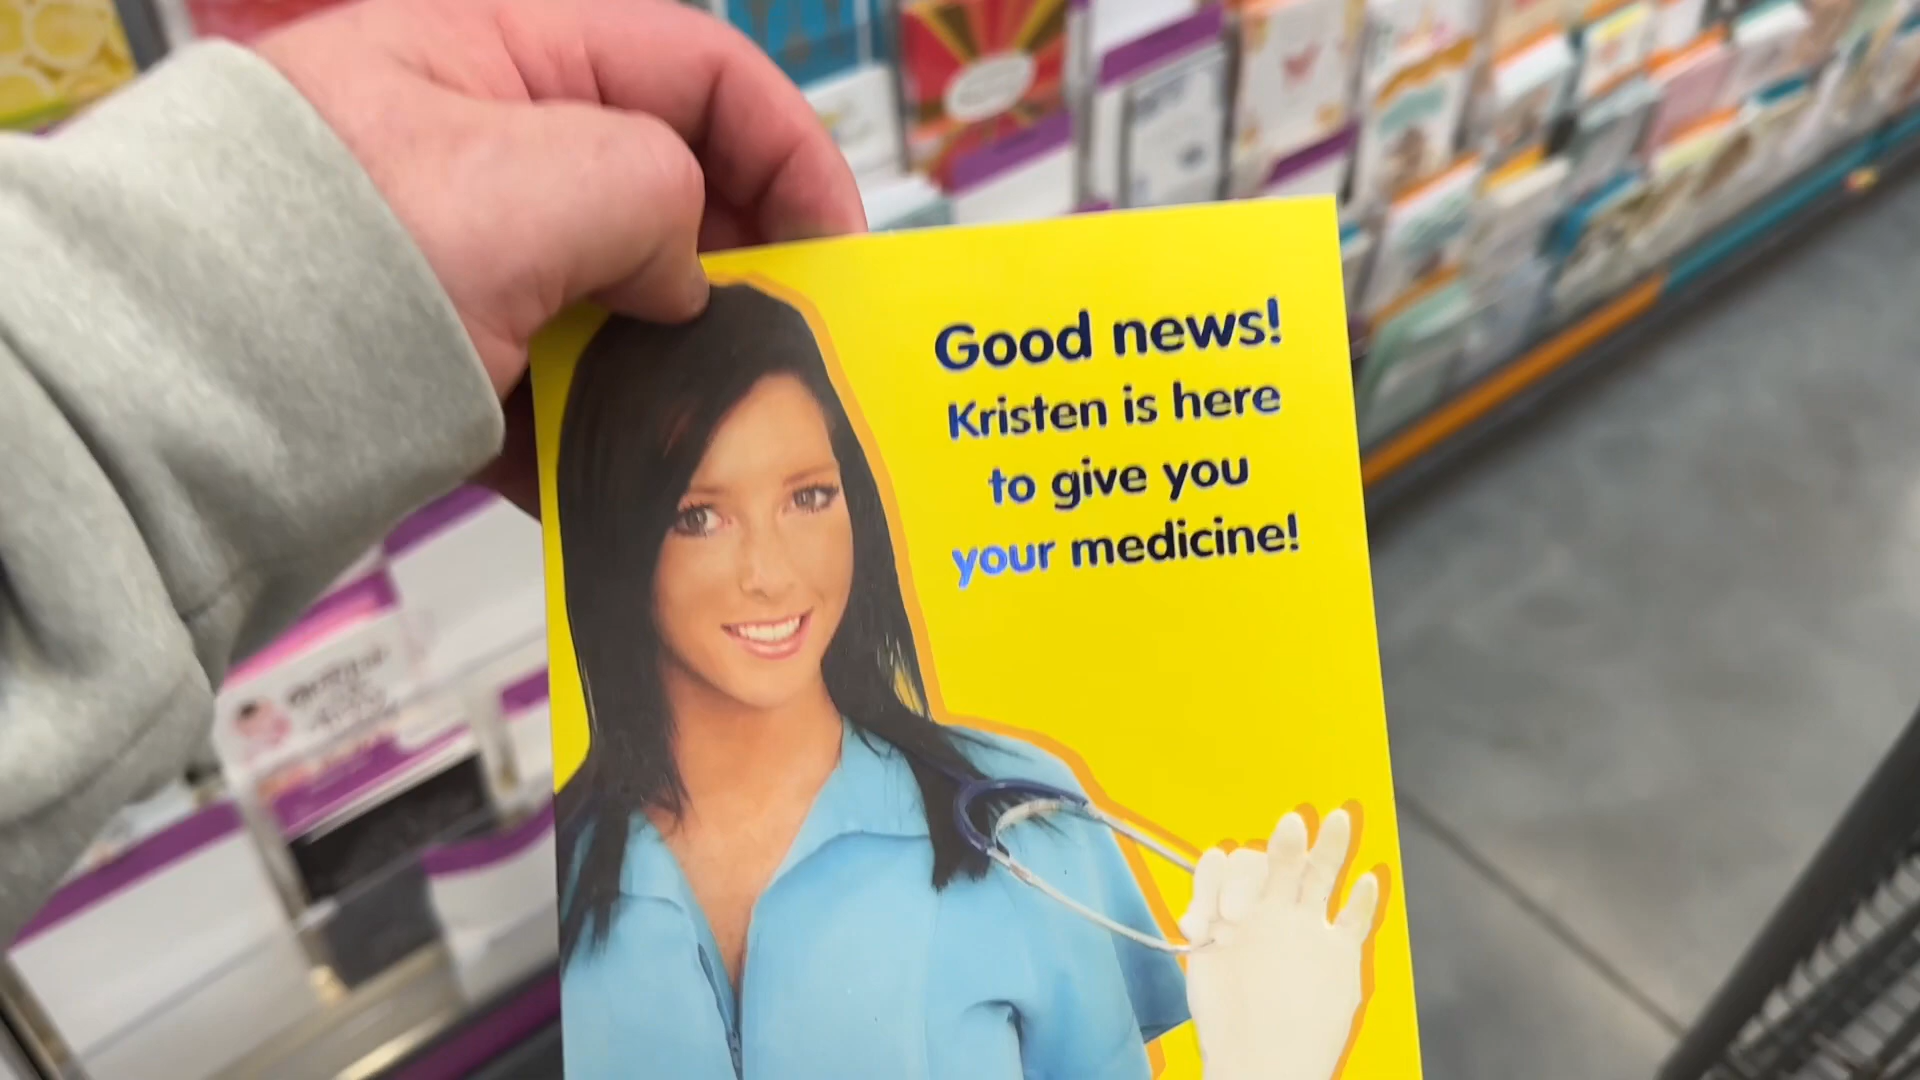 Good news!
Kristen is here
to give you
your medicine!